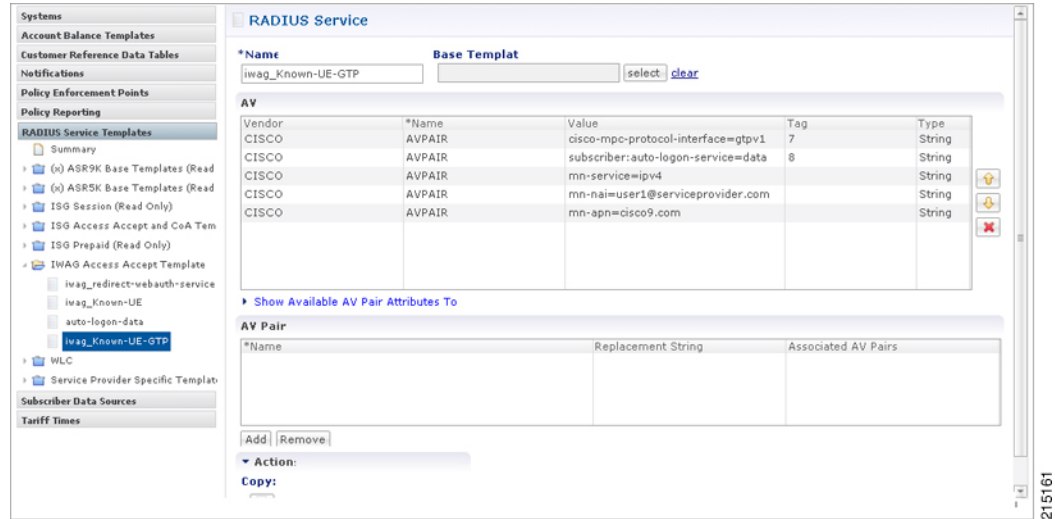 Systems
Account Balance Templates
Customer Reference Data Tables
Notifications
Policy Enforcement Points
Policy Reporting
RADIUS Service Templates
Summary
(x) ASR9K Base Templates (Read
(x) ASR5K Base Templates (Read
ISG Session (Read Only)
ISG Access Accept and CoA Tem
ISG Prepaid (Read Only)
IWAG Access Accept Template
iwag_redirect-webauth-service
iwag_Known-UE
auto-logon-data
iwag_Known-UE-GTP
WLC
Service Provider Specific Templat
Subscriber Data Sources
Tariff Times
RADIUS Service
*Name Base Templat
iwag_Known-UE-GTP select clear
AV
Vendor *Name Value Tag Type
CISCO AVPAIR cisco-mpc-protocol-interface=gtpv1 7 String
CISCO AVPAIR subscriber:auto-logon-service=data 8 String
CISCO AVPAIR mn-service=ipv4 String
CISCO AVPAIR mn-nai=user1@serviceprovider.com String
CISCO AVPAIR mn-apn=cisco9.com String
Show Available AV Pair Attributes To
AV Pair
*Name Replacement String Associated AV Pairs
Add Remove
Action:
Copy:
215161